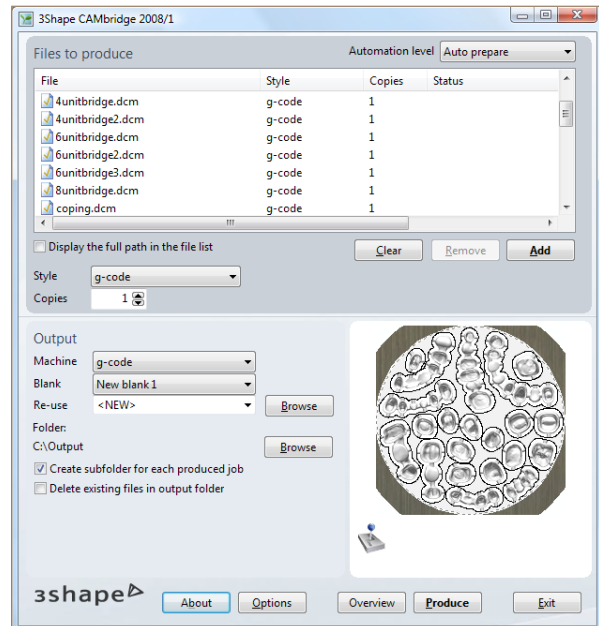 3Shape CAMbridge 2008/1
Files to produce
Automation level Auto prepare
File Style Copies Status
4unitbridge.dcm g-code 1
4unitbridge2.dcm g-code 1
6unitbridge.dcm g-code 1
6unitbridge2.dcm g-code 1
6unitbridge3.dcm g-code 1
8unitbridge.dcm g-code 1
coping.dcm g-code 1
Display the full path in the file list
Clear Remove Add
Style g-code
Copies 1
Output
Machine g-code
Blank New blank 1
Re-use <NEW> Browse
Folder:
C:\Output Browse
Create subfolder for each produced job
Delete existing files in output folder
3shape
About Options Overview Produce Exit